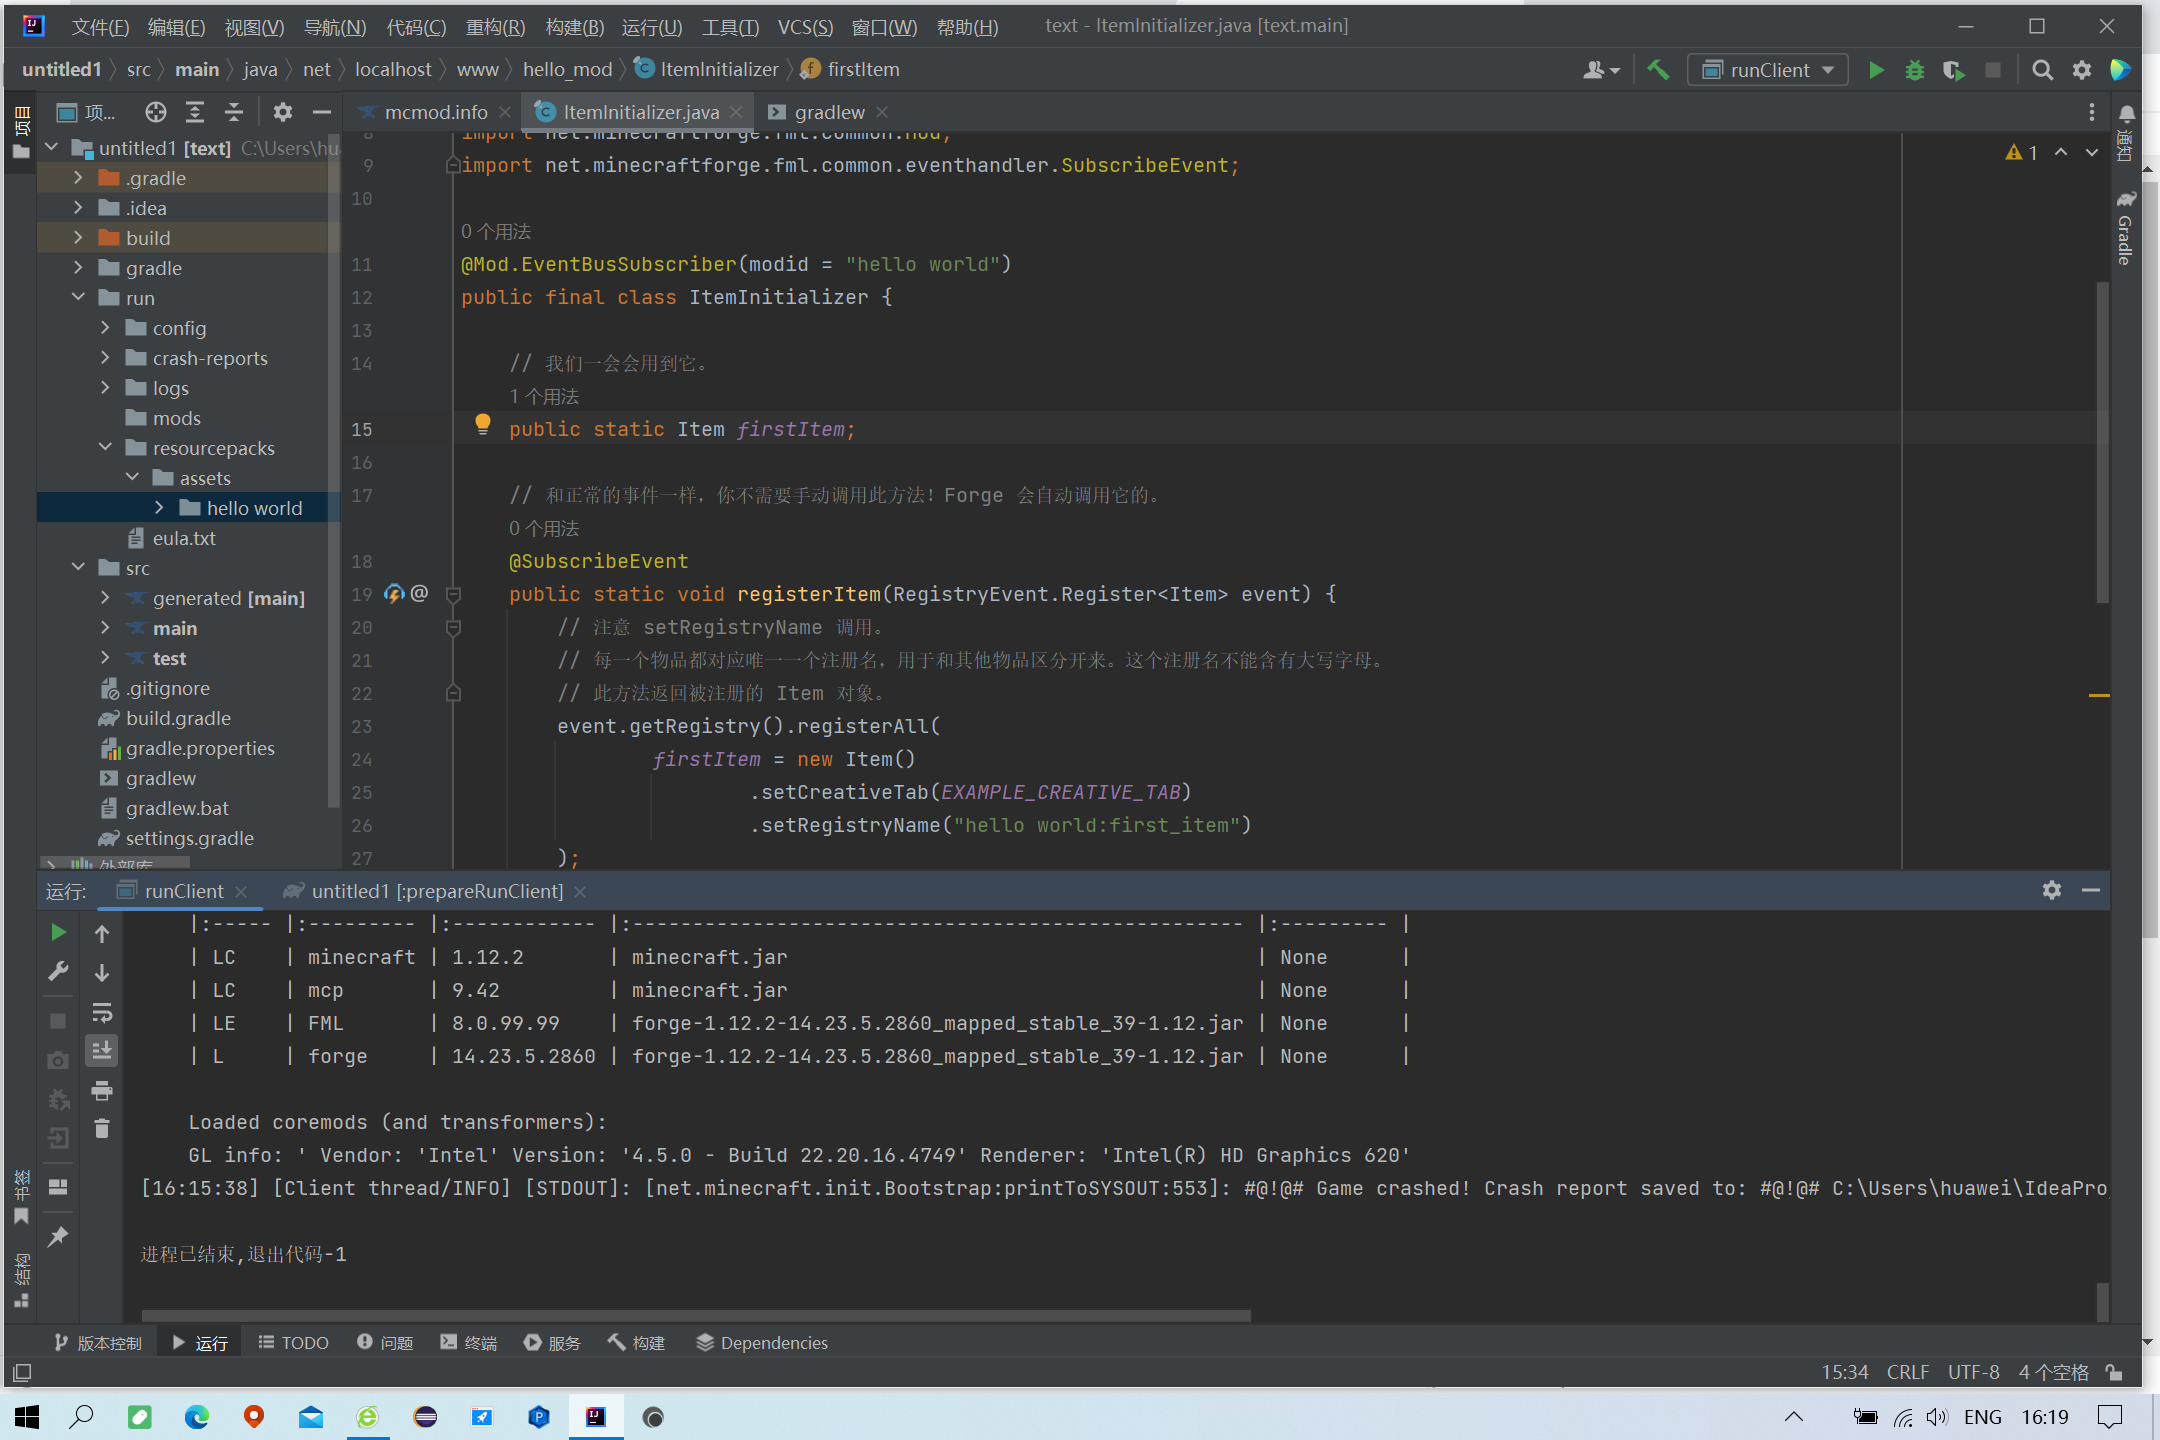 文件(F) 编辑(E) 视图(V) 导航(N) 代码(C) 重构(R) 构建(B) 运行(U) 工具(T) VCS(S) 窗口(W) 帮助(H) text - ItemInitializer.java [text.main]
untitled1 src main java net localhost www hello_mod ItemInitializer firstItem runClient
项目
项... mcmod.info ItemInitializer.java gradlew
untitled1 [text] C:\Users\hu
.gradle
.idea
build
gradle
run
config
crash-reports
logs
mods
resourcepacks
assets
hello world
eula.txt
src
generated [main]
main
test
.gitignore
build.gradle
gradle.properties
gradlew
gradlew.bat
settings.gradle
外部库
8 import net.minecraftforge.fml.common.Mod;
9 import net.minecraftforge.fml.common.eventhandler.SubscribeEvent;
1
10
0 个用法
11 @Mod.EventBusSubscriber(modid = "hello world")
12 public final class ItemInitializer {
13
14 // 我们一会会用到它。
1 个用法
15 public static Item firstItem;
16
17 // 和正常的事件一样，你不需要手动调用此方法！Forge 会自动调用它的。
0 个用法
18 @SubscribeEvent
19 @ public static void registerItem(RegistryEvent.Register<Item> event) {
20 // 注意 setRegistryName 调用。
21 // 每一个物品都对应唯一一个注册名，用于和其他物品区分开来。这个注册名不能含有大写字母。
22 // 此方法返回被注册的 Item 对象。
23 event.getRegistry().registerAll(
24 firstItem = new Item()
25 .setCreativeTab(EXAMPLE_CREATIVE_TAB)
26 .setRegistryName("hello world:first_item")
27 );
通知
Gradle
运行: runClient untitled1 [:prepareRunClient]
|:----- |:--------- |:------------ |:--------------------------------------------------- |:--------- |
| LC | minecraft | 1.12.2 | minecraft.jar | None |
| LC | mcp | 9.42 | minecraft.jar | None |
| LE | FML | 8.0.99.99 | forge-1.12.2-14.23.5.2860_mapped_stable_39-1.12.jar | None |
| L | forge | 14.23.5.2860 | forge-1.12.2-14.23.5.2860_mapped_stable_39-1.12.jar | None |
Loaded coremods (and transformers):
GL info: ' Vendor: 'Intel' Version: '4.5.0 - Build 22.20.16.4749' Renderer: 'Intel(R) HD Graphics 620'
[16:15:38] [Client thread/INFO] [STDOUT]: [net.minecraft.init.Bootstrap:printToSYSOUT:553]: #@!@# Game crashed! Crash report saved to: #@!@# C:\Users\huawei\IdeaPro
进程已结束,退出代码-1
书签
结构
版本控制 运行 TODO 问题 终端 服务 构建 Dependencies
15:34 CRLF UTF-8 4 个空格
ENG 16:19